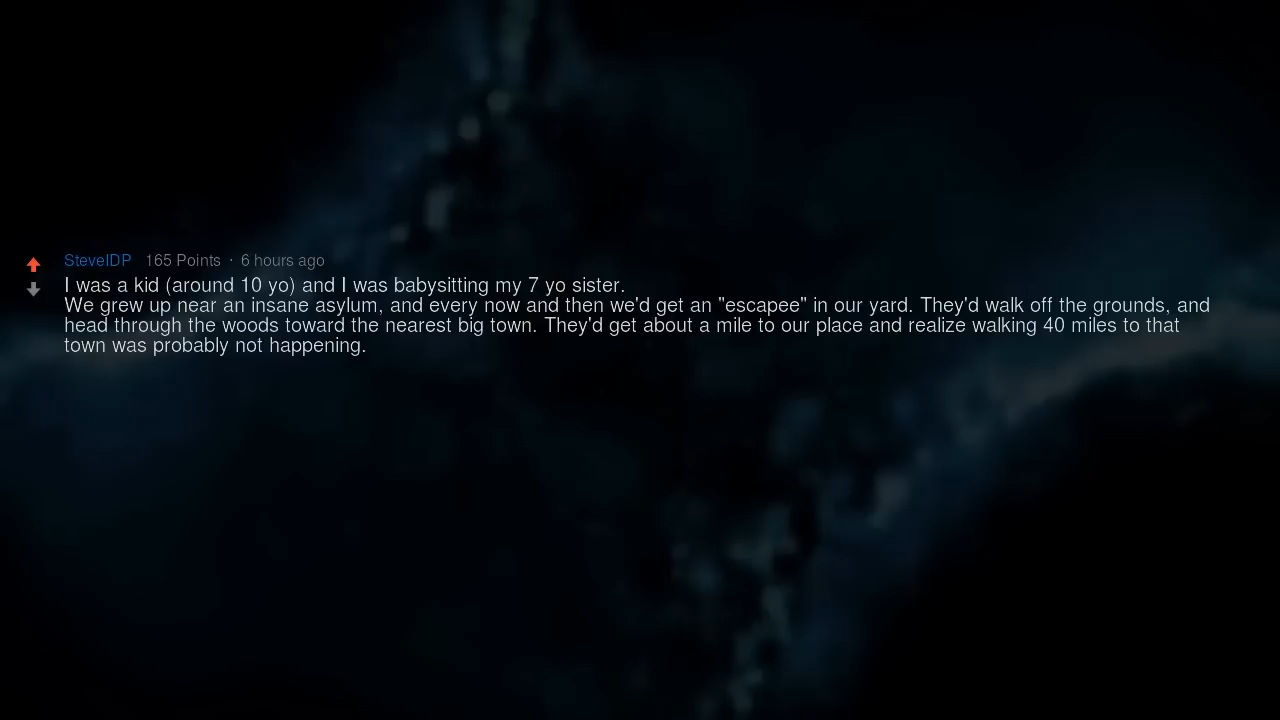 SteveIDP 165 Points · 6 hours ago
I was a kid (around 10 yo) and I was babysitting my 7 yo sister.
We grew up near an insane asylum, and every now and then we'd get an "escapee" in our yard. They'd walk off the grounds, and
head through the woods toward the nearest big town. They'd get about a mile to our place and realize walking 40 miles to that
town was probably not happening.